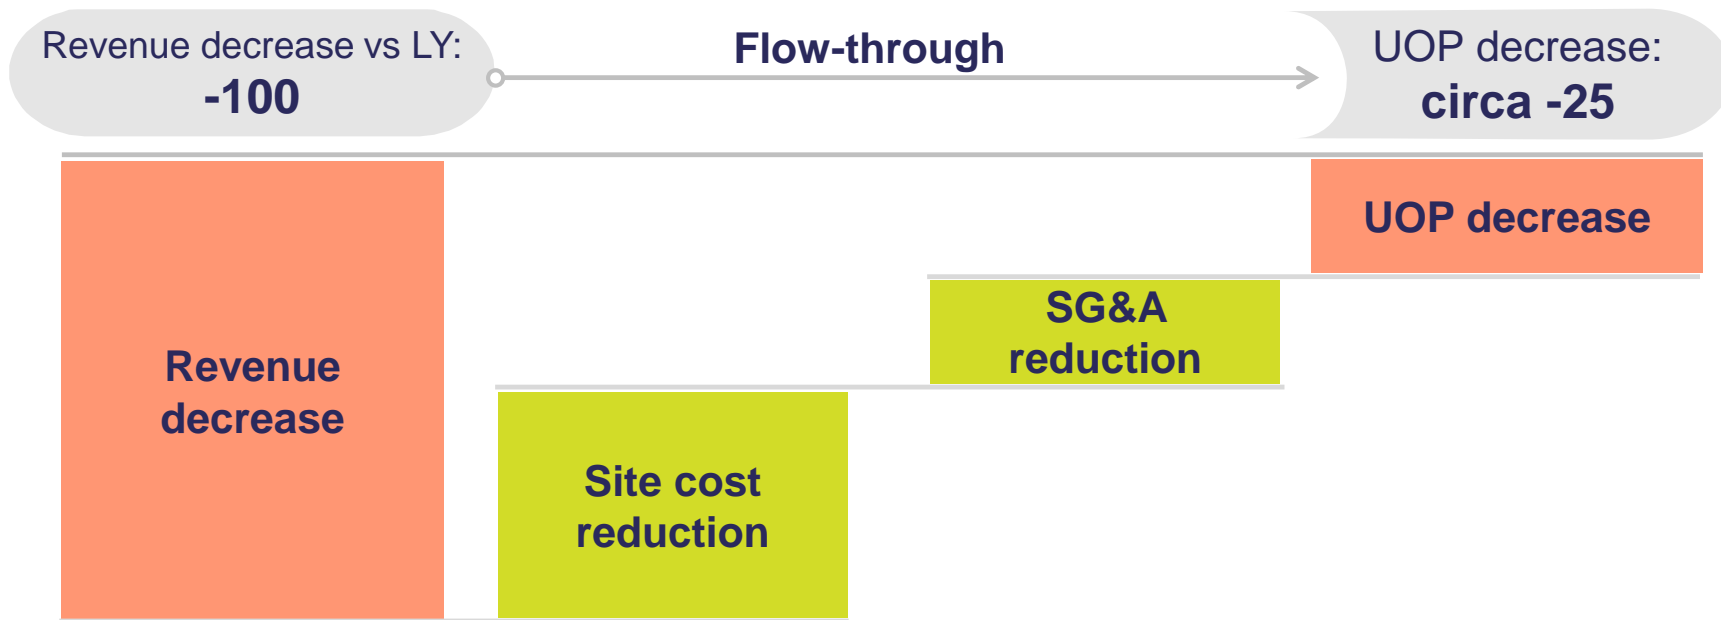 Revenue decrease vs LY:
-100
Flow-through
UOP decrease:
circa -25
Revenue
decrease
Site cost
reduction
SG&A
reduction
UOP decrease